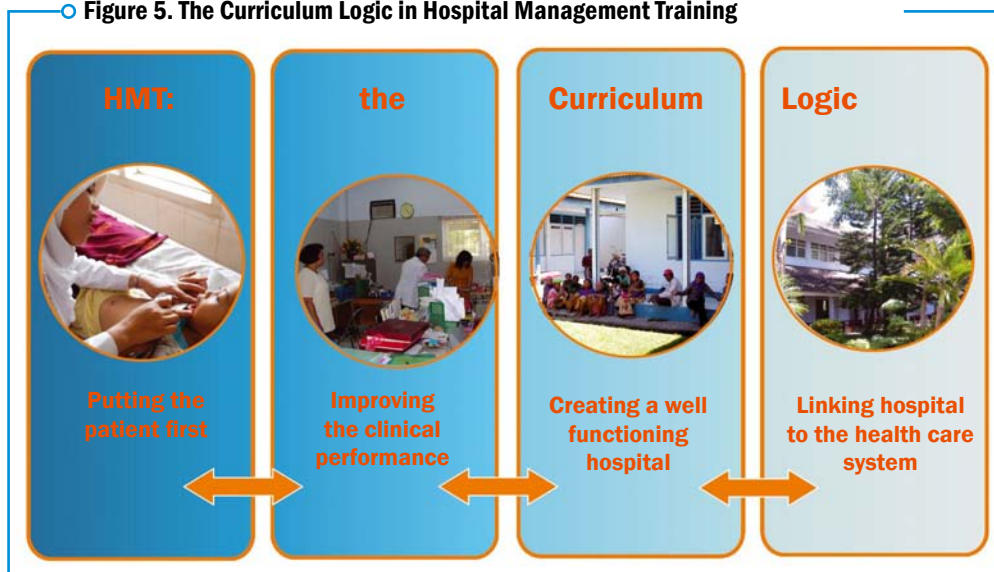 Figure 5. The Curriculum Logic in Hospital Management Training
HMT: the Curriculum Logic
Putting the
patient first
Improving
the clinical
performance
Creating a well
functioning
hospital
Linking hospital
to the health care
system